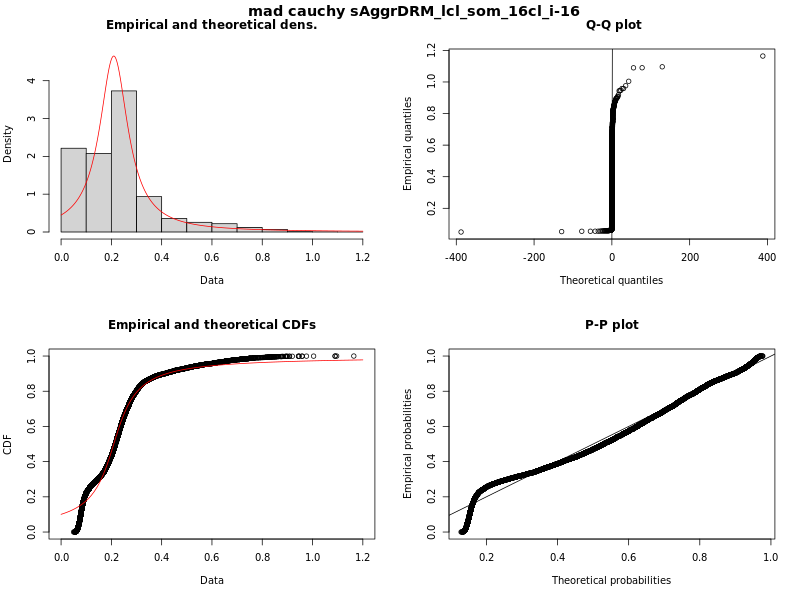 mad cauchy sAggrDRM_lcl_som_16cl_i-16
Empirical and theoretical dens.
Density
0 1 2 3 4
0.0 0.2 0.4 0.6 0.8 1.0 1.2
Data
Q-Q plot
Empirical quantiles
0.2 0.4 0.6 0.8 1.0 1.2
-400 -200 0 200 400
Theoretical quantiles
Empirical and theoretical CDFs
CDF
0.0 0.2 0.4 0.6 0.8 1.0
0.0 0.2 0.4 0.6 0.8 1.0 1.2
Data
P-P plot
Empirical probabilities
0.0 0.2 0.4 0.6 0.8 1.0
0.2 0.4 0.6 0.8 1.0
Theoretical probabilities